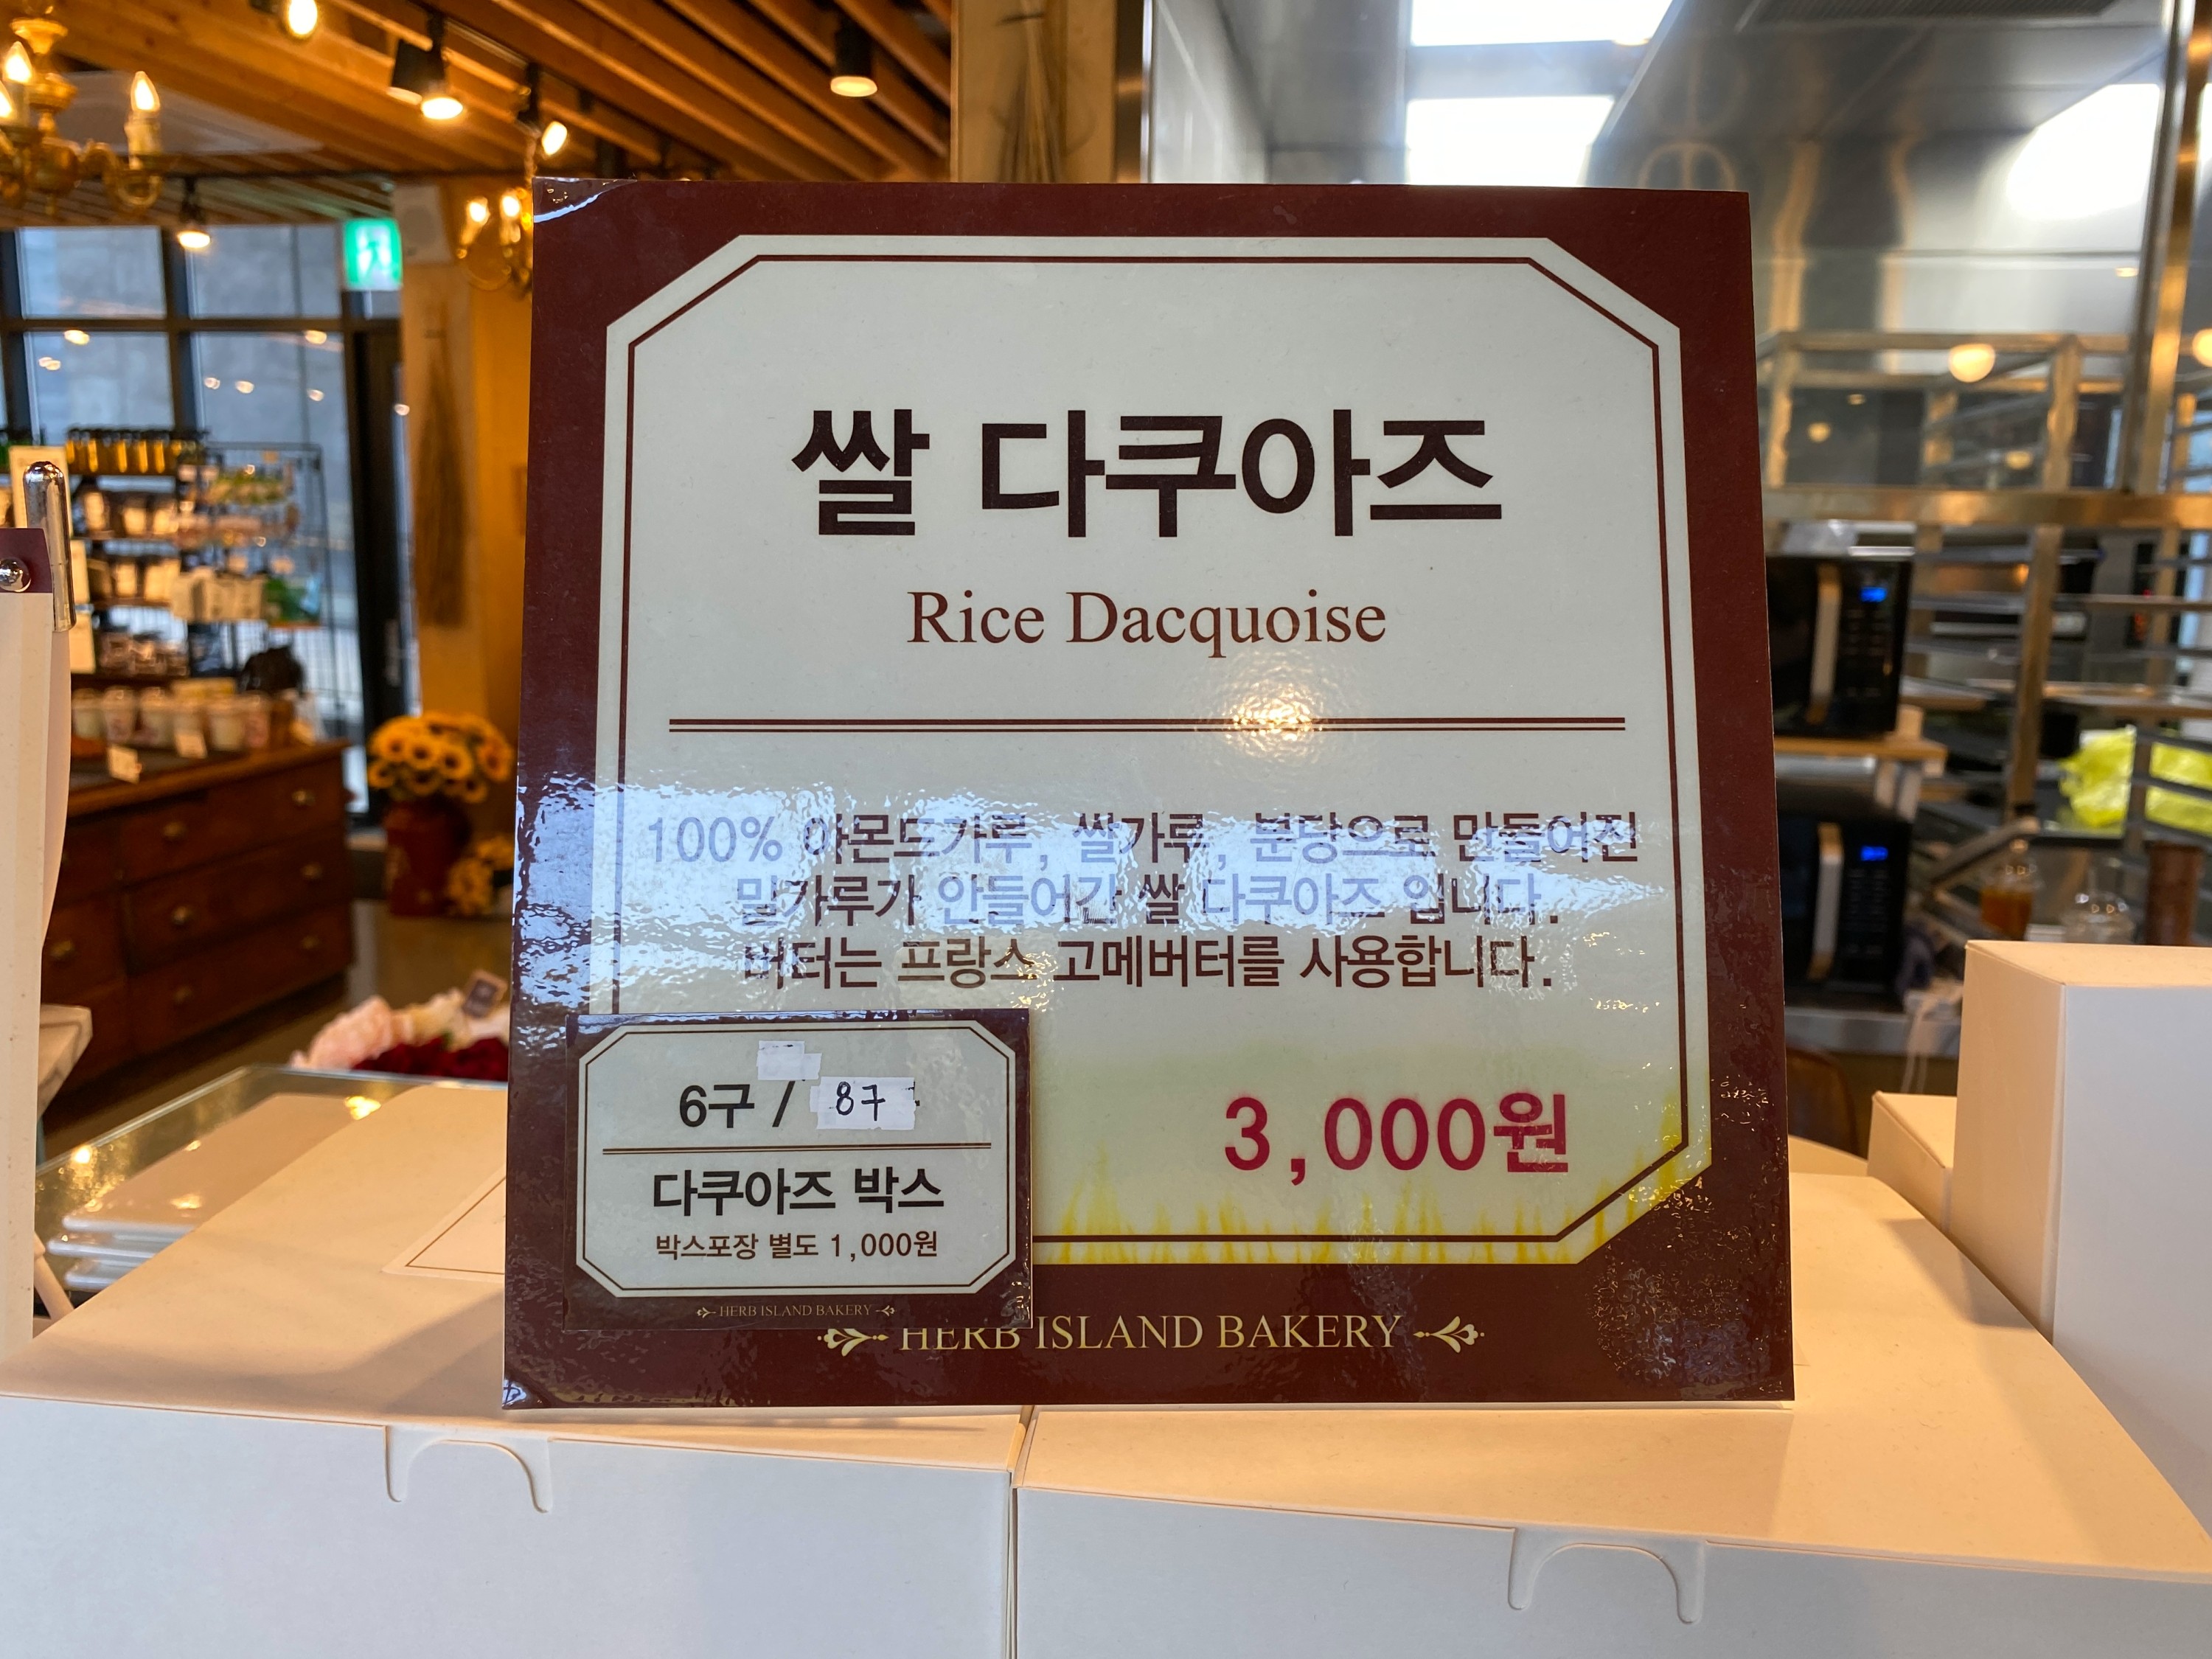 쌀 다쿠아즈
Rice Dacquoise
100% 아몬드가루, 쌀가루, 분당으로 만들어진
밀가루가 안들어간 쌀 다쿠아즈 입니다.
버터는 프랑스 고메버터를 사용합니다.
3,000원
6구 / 8구
다쿠아즈 박스
박스포장 별도 1,000원
HERB ISLAND BAKERY
HERB ISLAND BAKERY